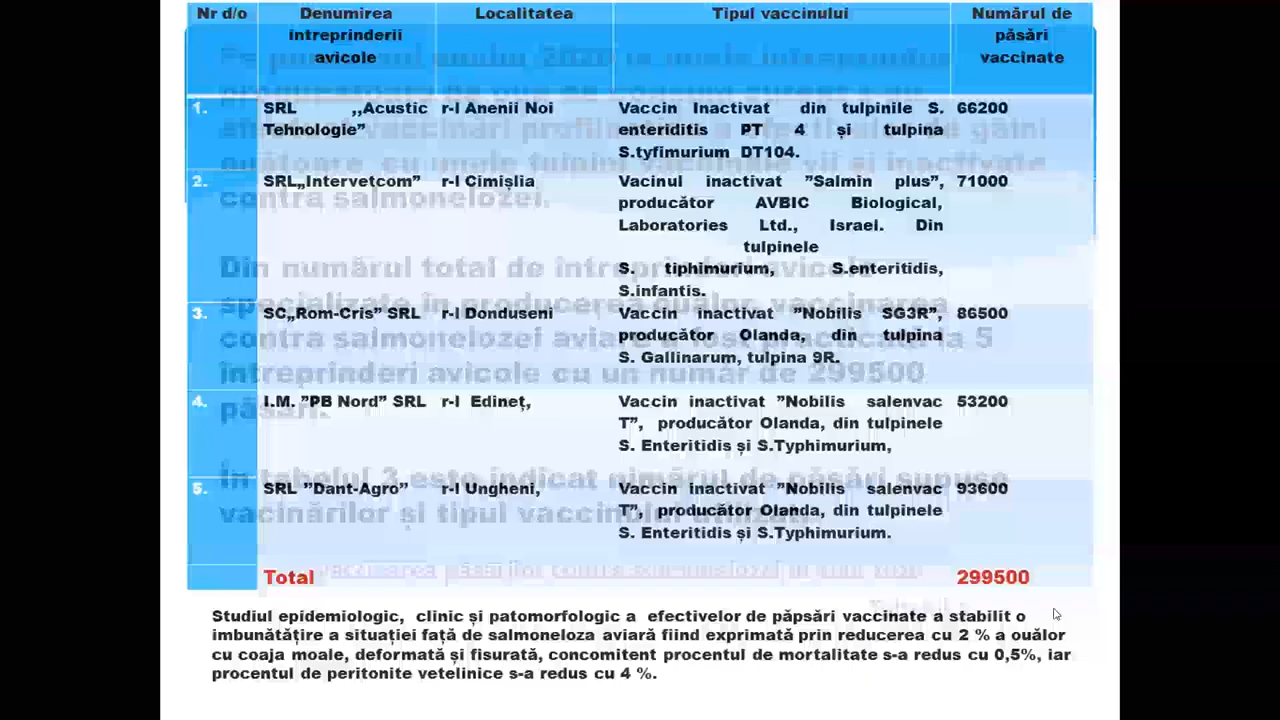 Nr d/o Denumirea Localitatea Tipul vaccinului Numărul de
intreprinderii păsări
avicole vaccinate
1. SRL ,,Acustic r-l Anenii Noi Vaccin Inactivat din tulpinile S. 66200
Tehnologie” enteriditis PT 4 și tulpina
S.tyfimurium DT104.
2. SRL„Intervetcom” r-l Cimișlia Vacinul inactivat ”Salmin plus”, 71000
producător AVBIC Biological,
Laboratories Ltd., Israel. Din
tulpinele
S. tiphimurium, S.enteritidis,
S.infantis.
3. SC„Rom-Cris” SRL r-l Donduseni Vaccin inactivat ”Nobilis SG3R”, 86500
producător Olanda, din tulpina
S. Gallinarum, tulpina 9R.
4. I.M. ”PB Nord” SRL r-l Edineț, Vaccin inactivat ”Nobilis salenvac 53200
T”, producător Olanda, din tulpinele
S. Enteritidis și S.Typhimurium,
5. SRL ”Dant-Agro” r-l Ungheni, Vaccin inactivat ”Nobilis salenvac 93600
T”, producător Olanda, din tulpinele
S. Enteritidis și S.Typhimurium.
Total 299500
Studiul epidemiologic, clinic și patomorfologic a efectivelor de păpsări vaccinate a stabilit o
imbunătățire a situației față de salmoneloza aviară fiind exprimată prin reducerea cu 2 % a ouălor
cu coaja moale, deformată și fisurată, concomitent procentul de mortalitate s-a redus cu 0,5%, iar
procentul de peritonite vetelinice s-a redus cu 4 %.